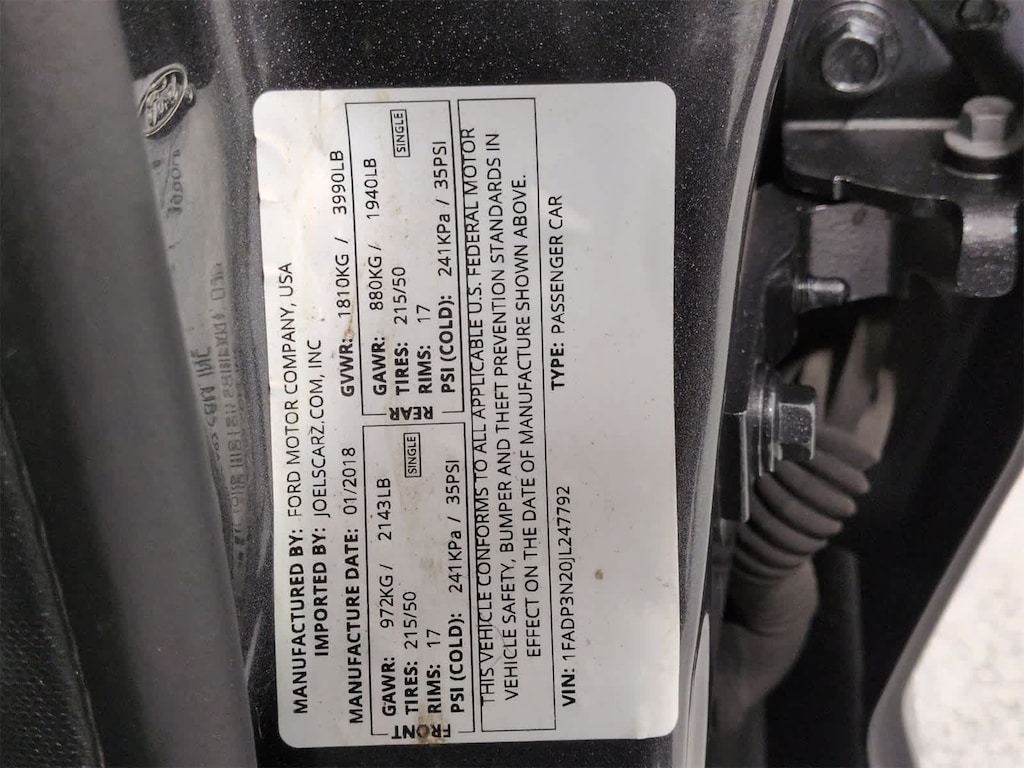 MANUFACTURED BY: FORD MOTOR COMPANY, USA
IMPORTED BY: JOELSCARZ.COM, INC
MANUFACTURE DATE: 01/2018
GVWR: 1810KG / 3990LB
FRONT
GAWR: 972KG / 2143LB
TIRES: 215/50
SINGLE
RIMS: 17
PSI (COLD): 241KPa / 35PSI
REAR
GAWR: 880KG / 1940LB
TIRES: 215/50
SINGLE
RIMS: 17
PSI (COLD): 241KPa / 35PSI
THIS VEHICLE CONFORMS TO ALL APPLICABLE U.S. FEDERAL MOTOR
VEHICLE SAFETY, BUMPER AND THEFT PREVENTION STANDARDS IN
EFFECT ON THE DATE OF MANUFACTURE SHOWN ABOVE.
VIN: 1FADP3N20JL247792
TYPE: PASSENGER CAR
Ford